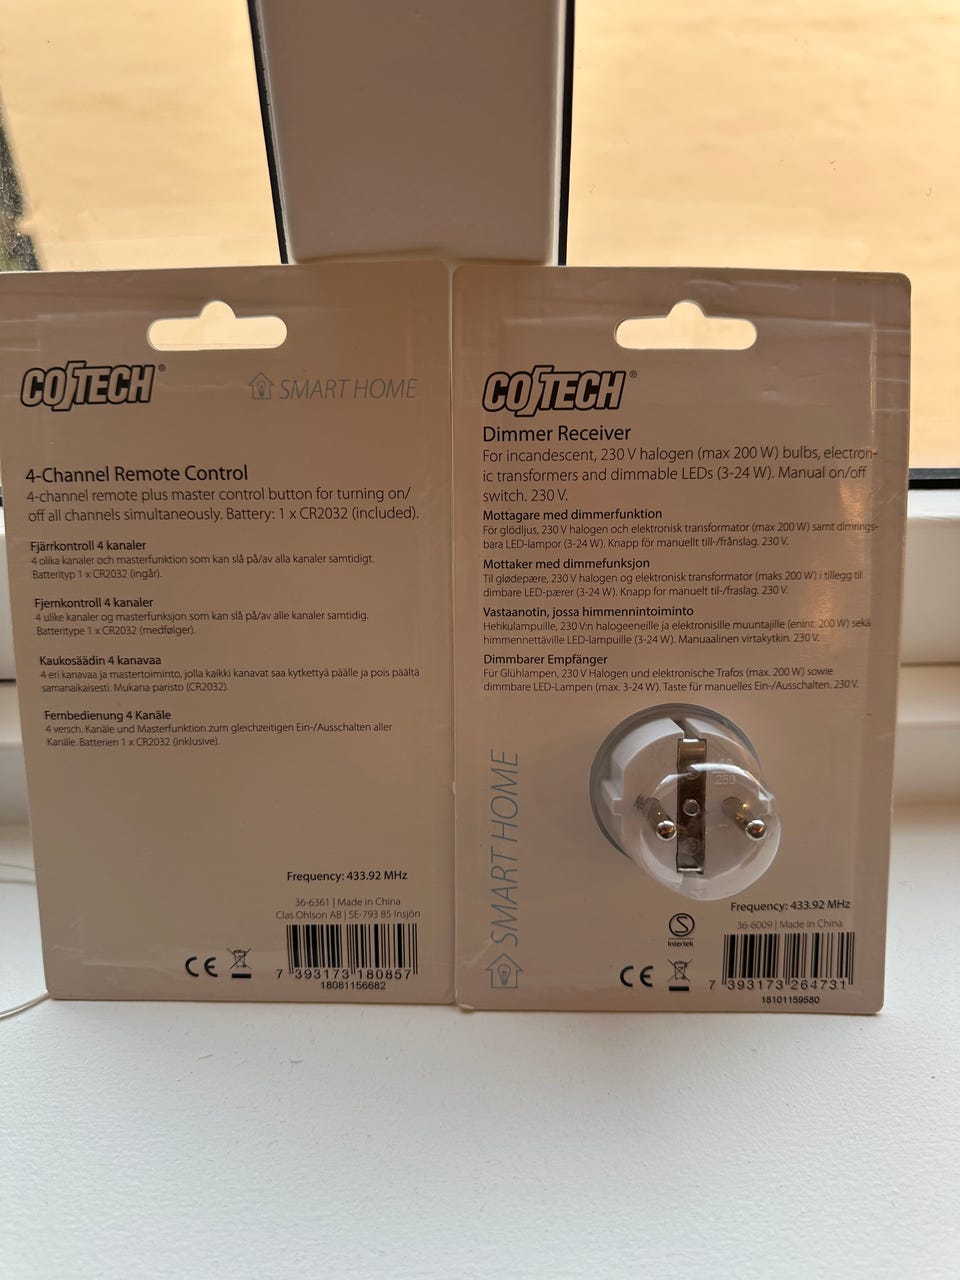 COTECH®
SMART HOME
4-Channel Remote Control
4-channel remote plus master control button for turning on/
off all channels simultaneously. Battery: 1 x CR2032 (included).
Fjärrkontroll 4 kanaler
4 olika kanaler och masterfunktion som kan slå på/av alla kanaler samtidigt.
Batterityp 1 x CR2032 (ingår).
Fjernkontroll 4 kanaler
4 ulike kanaler og masterfunksjon som kan slå på/av alle kanaler samtidig.
Batteritype 1 x CR2032 (medfølger).
Kaukosäädin 4 kanavaa
4 eri kanavaa ja mastertoiminto, jolla kaikki kanavat saa kytkettyä päälle ja pois päältä
samanaikaisesti. Mukana paristo (CR2032).
Fernbedienung 4 Kanäle
4 versch. Kanäle und Masterfunktion zum gleichzeitigen Ein-/Ausschalten aller
Kanäle. Batterien 1 x CR2032 (inklusive).
Frequency: 433.92 MHz
36-6361 | Made in China
Clas Ohlson AB | SE-793 85 Insjön
CE
7 393173 180857
18081156682
COTECH®
Dimmer Receiver
For incandescent, 230 V halogen (max 200 W) bulbs, electron-
ic transformers and dimmable LEDs (3-24 W). Manual on/off
switch. 230 V.
Mottagare med dimmerfunktion
För glödljus, 230 V halogen och elektronisk transformator (max 200 W) samt dimrings-
bara LED-lampor (3-24 W). Knapp för manuellt till-/frånslag. 230 V.
Mottaker med dimmefunksjon
Til glødepære, 230 V halogen og elektronisk transformator (maks 200 W) i tillegg til
dimbare LED-pærer (3-24 W). Knapp for manuelt til-/fraslag. 230 V.
Vastaanotin, jossa himmennintoiminto
Hehkulampuille, 230 V:n halogeeneille ja elektronisille muuntajille (enint. 200 W) sekä
himmennettäville LED-lampuille (3-24 W). Manuaalinen virtakytkin. 230 V.
Dimmbarer Empfänger
Für Glühlampen, 230 V Halogen und elektronische Trafos (max. 200 W) sowie
dimmbare LED-Lampen (max. 3-24 W). Taste für manuelles Ein-/Ausschalten. 230 V.
SMART HOME
250
Frequency: 433.92 MHz
36-6009 | Made in China
S
Intertek
CE
7 393173 264731
18101159580